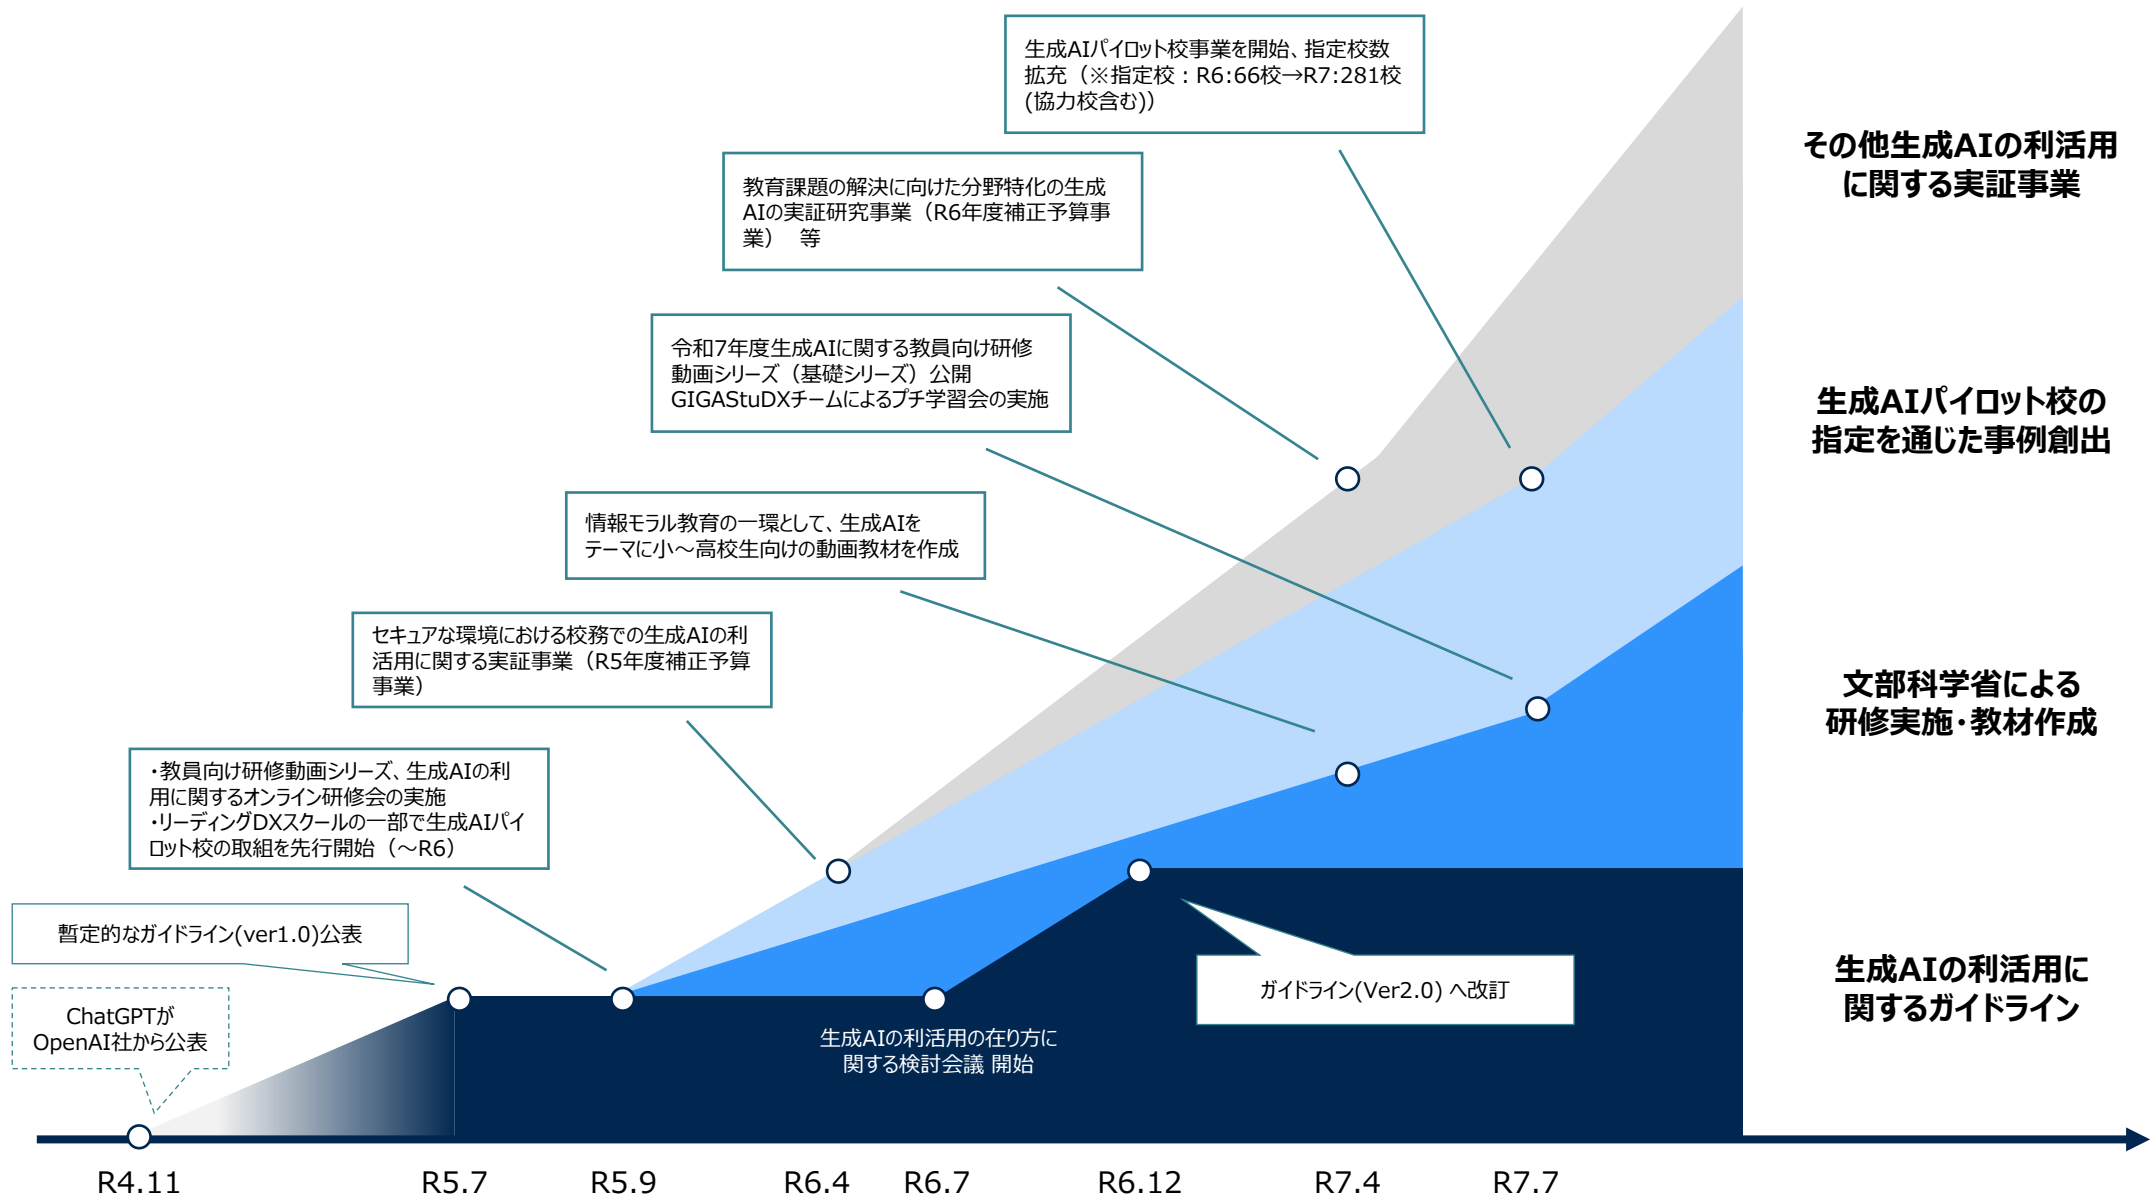 生成AIパイロット校事業を開始、指定校数
拡充（※指定校：R6:66校→R7:281校
(協力校含む)）
教育課題の解決に向けた分野特化の生成
AIの実証研究事業（R6年度補正予算事
業）　等
令和7年度生成AIに関する教員向け研修
動画シリーズ（基礎シリーズ）公開
GIGAStuDXチームによるプチ学習会の実施
情報モラル教育の一環として、生成AIを
テーマに小～高校生向けの動画教材を作成
セキュアな環境における校務での生成AIの利
活用に関する実証事業（R5年度補正予算
事業）
・教員向け研修動画シリーズ、生成AIの利
用に関するオンライン研修会の実施
・リーディングDXスクールの一部で生成AIパイ
ロット校の取組を先行開始（～R6）
暫定的なガイドライン(ver1.0)公表
ChatGPTが
OpenAI社から公表
生成AIの利活用の在り方に
関する検討会議 開始
ガイドライン(Ver2.0) へ改訂
その他生成AIの利活用
に関する実証事業
生成AIパイロット校の
指定を通じた事例創出
文部科学省による
研修実施・教材作成
生成AIの利活用に
関するガイドライン
R4.11
R5.7
R5.9
R6.4
R6.7
R6.12
R7.4
R7.7